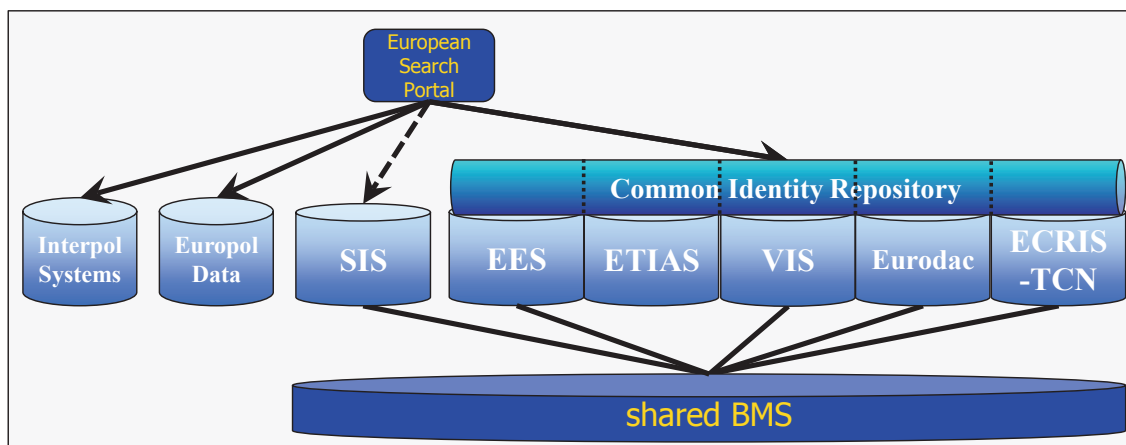 European
Search
Portal
Common Identity Repository
Interpol
Systems
Europol
Data
SIS
EES
ETIAS
VIS
Eurodac
ECRIS
-TCN
shared BMS